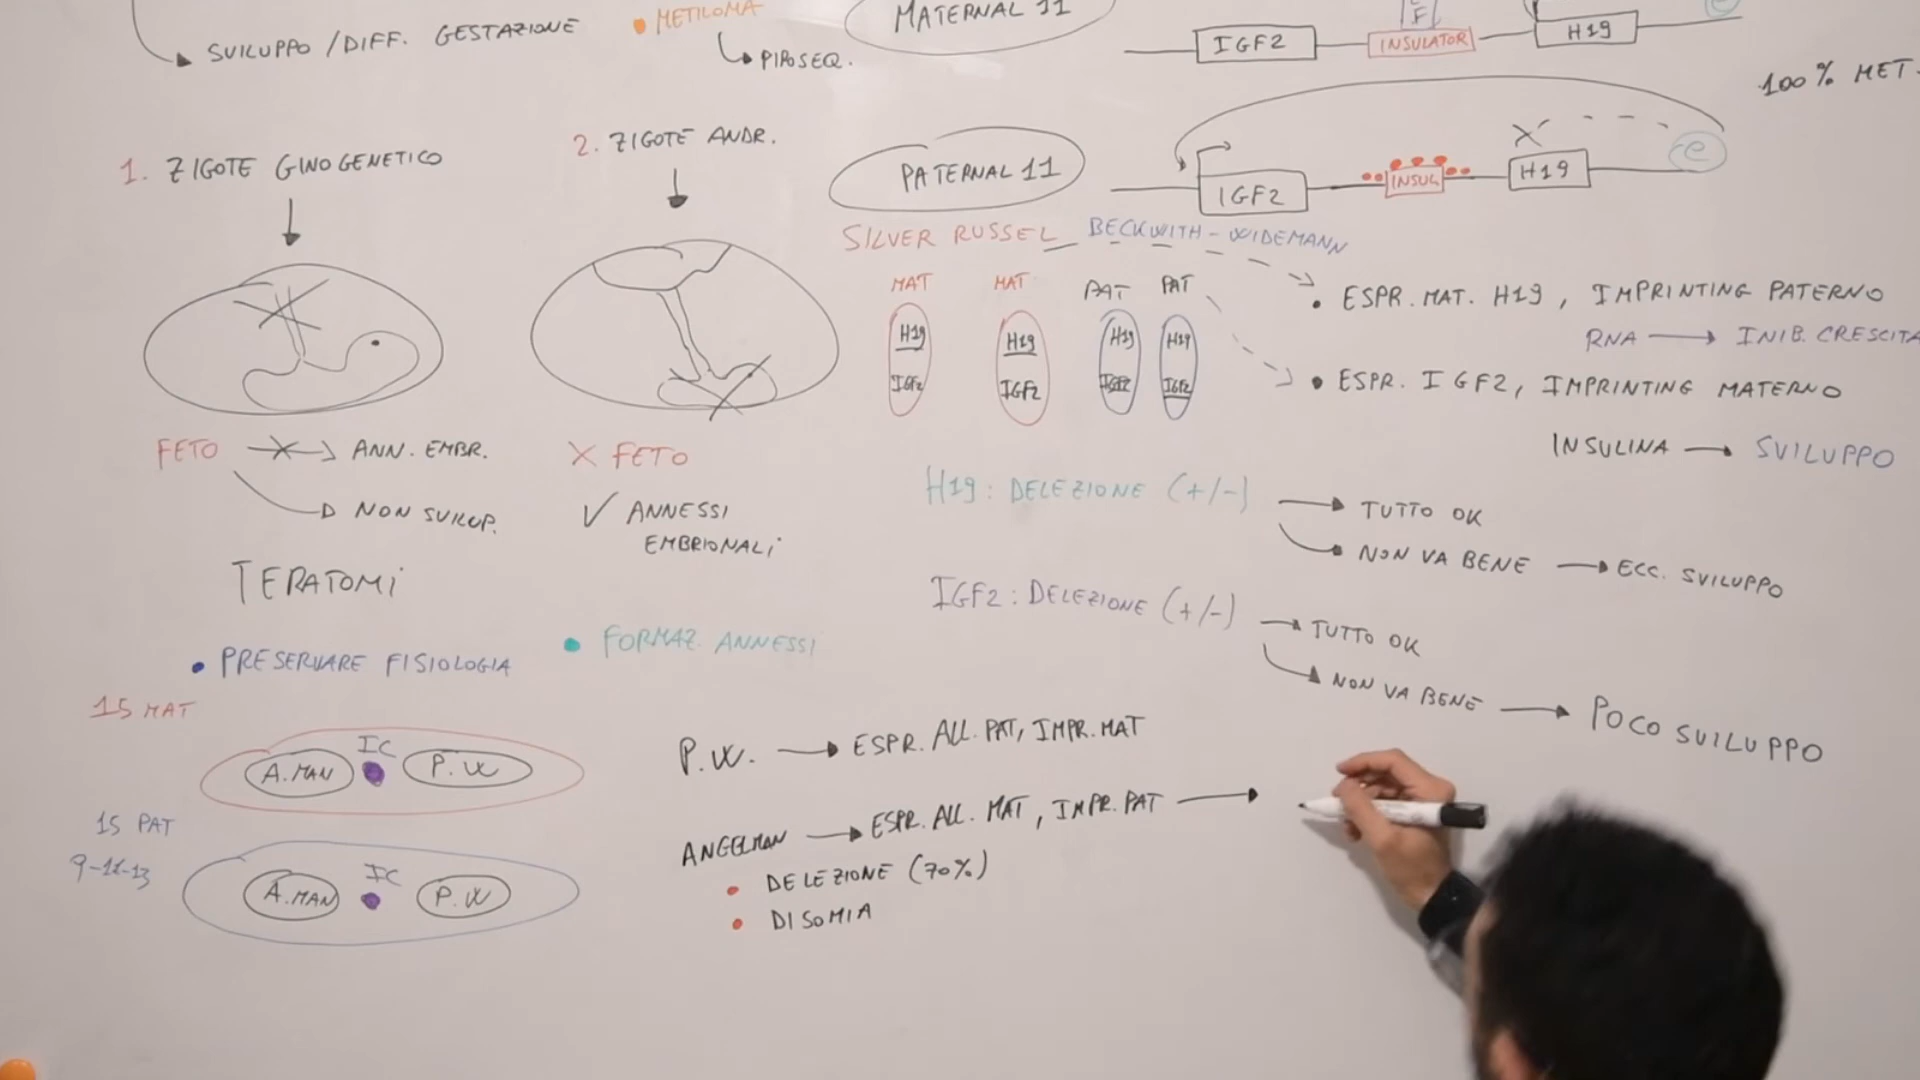 SVILUPPO / DIFF. GESTAZIONE
METILOMA
PIROSEQ.
MATERNAL 11
IGF2
F
INSULATOR
H19
e
100% MET.
1. ZIGOTE GINOGENETICO
2. ZIGOTE ANDR.
PATERNAL 11
IGF2
INSUL
H19
e
SILVER RUSSEL
BECKWITH-WIDEMANN
MAT
MAT
PAT
PAT
H19
H19
H19
H19
IGF2
IGF2
IGF2
IGF2
• ESPR. MAT. H19, IMPRINTING PATERNO
RNA → INIB. CRESCITA
• ESPR. IGF2, IMPRINTING MATERNO
INSULINA → SVILUPPO
FETO
ANN. EMBR.
NON SVILUP.
X FETO
✓ ANNESSI
EMBRIONALI
TERATOMI
• PRESERVARE FISIOLOGIA
• FORMAZ. ANNESSI
H19: DELEZIONE (+/-)
→ TUTTO OK
NON VA BENE → ECC. SVILUPPO
IGF2: DELEZIONE (+/-)
→ TUTTO OK
NON VA BENE → POCO SVILUPPO
15 MAT
A.MAN
IC
P.W
15 PAT
9-11-13
A.MAN
IC
P.W
P.W. → ESPR. ALL. PAT, IMPR. MAT
ANGELMAN → ESPR. ALL. MAT, IMPR. PAT →
• DELEZIONE (70%)
• DISOMIA